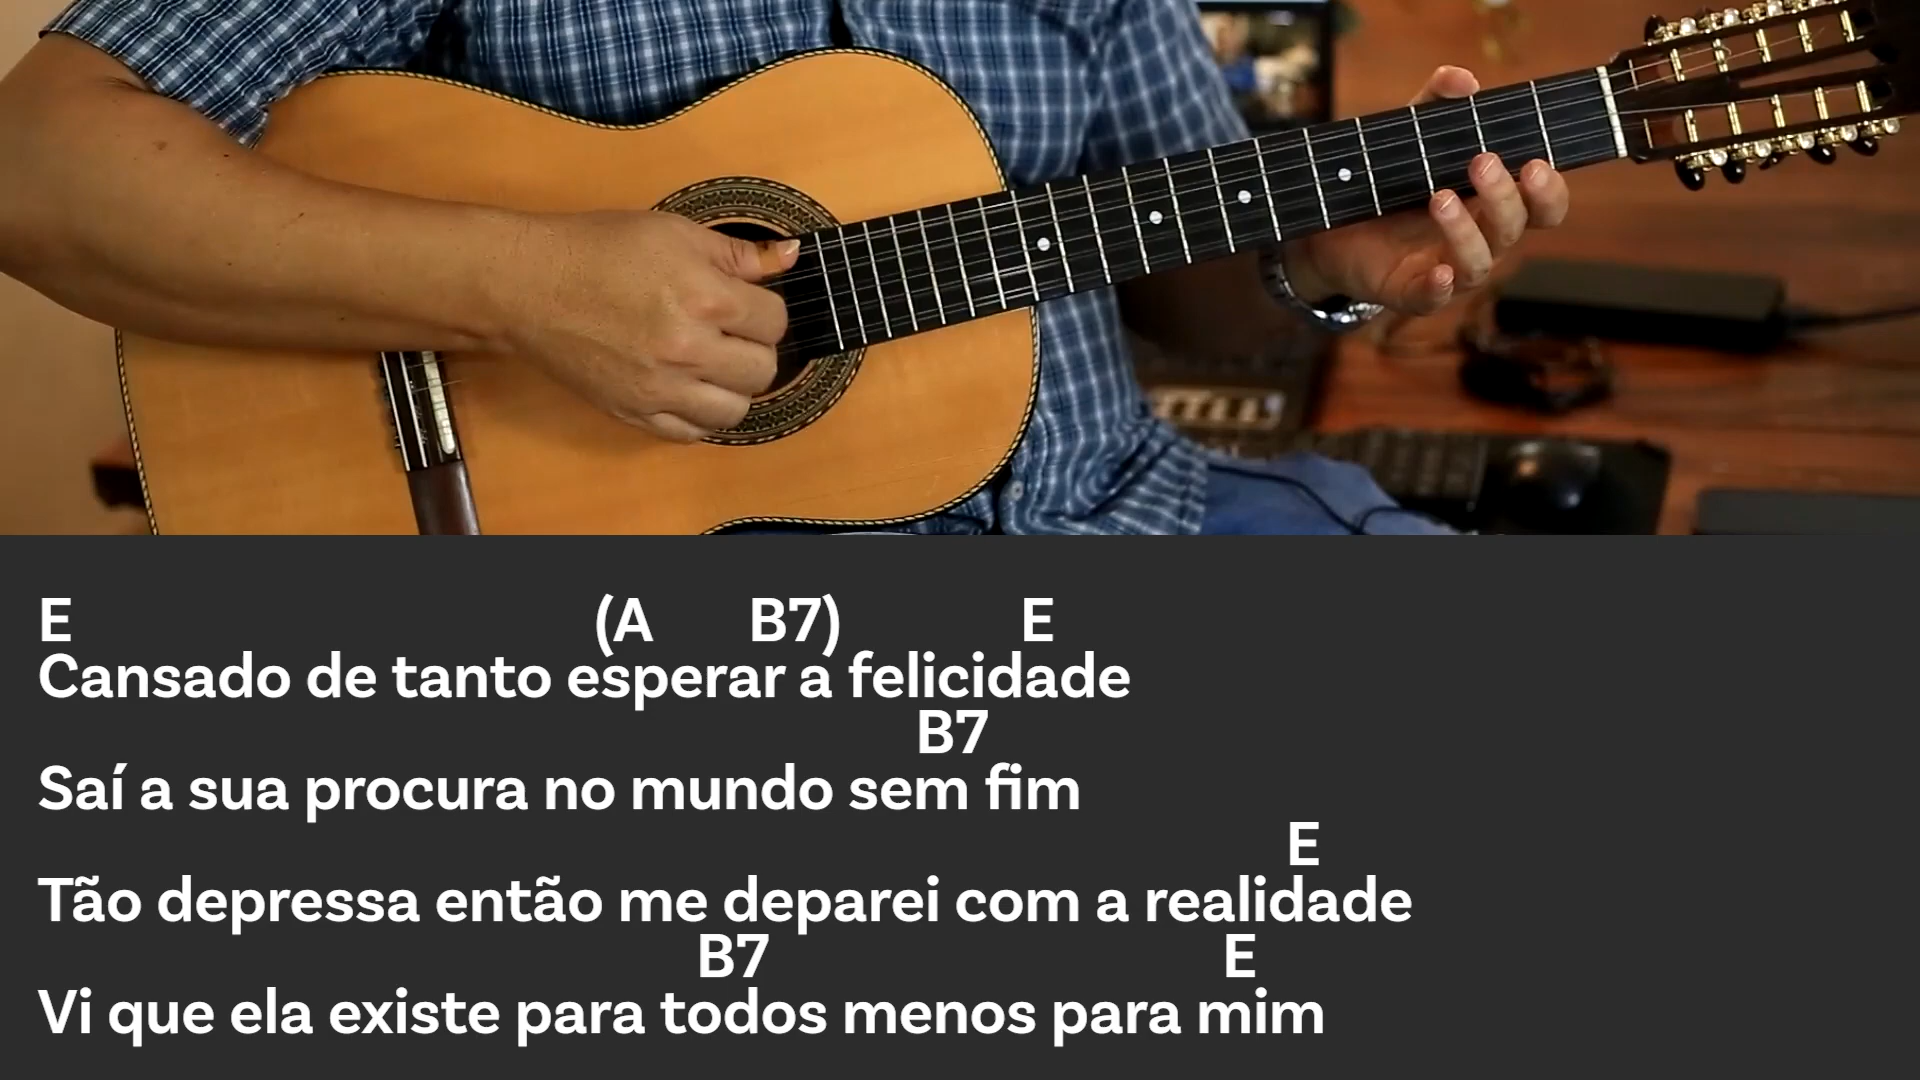 E (A B7) E
Cansado de tanto esperar a felicidade
B7
Saí a sua procura no mundo sem fim
E
Tão depressa então me deparei com a realidade
B7 E
Vi que ela existe para todos menos para mim